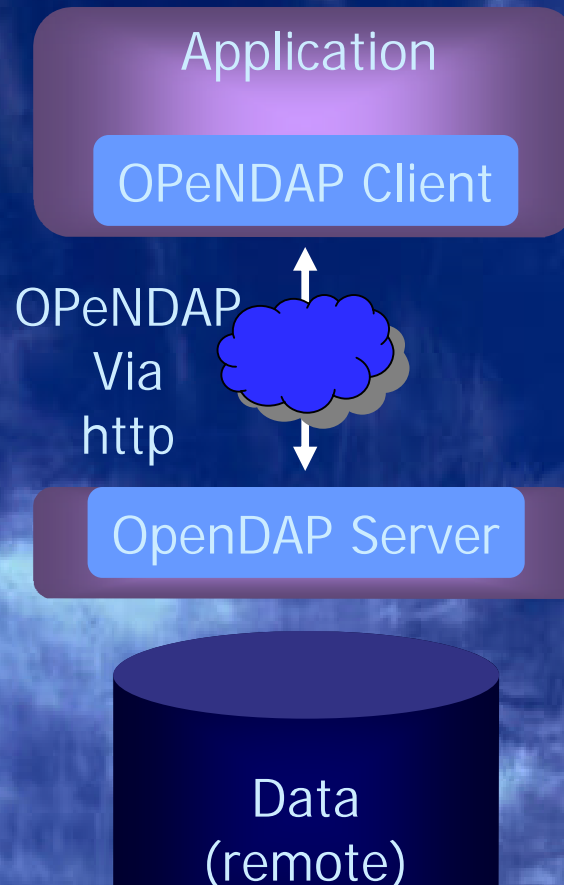 Application
OPeNDAP Client
OPeNDAP
Via
http
OpenDAP Server
Data
(remote)